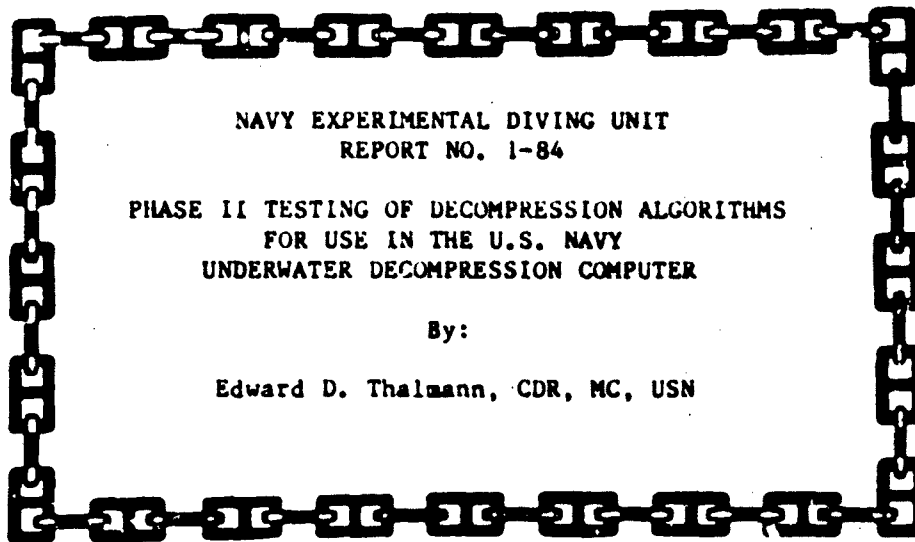 NAVY EXPERIMENTAL DIVING UNIT
REPORT NO. 1-84
PHASE II TESTING OF DECOMPRESSION ALGORITHMS
FOR USE IN THE U.S. NAVY
UNDERWATER DECOMPRESSION COMPUTER
By:
Edward D. Thalmann, CDR, MC, USN